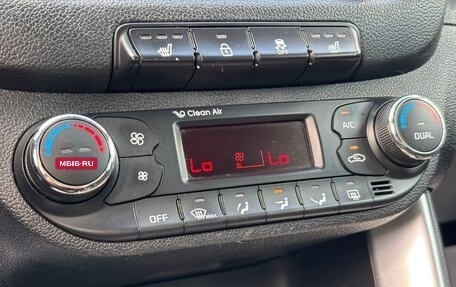 Clean Air
A/C
DUAL
MBIB-RU
Lo Lo
OFF
MAX